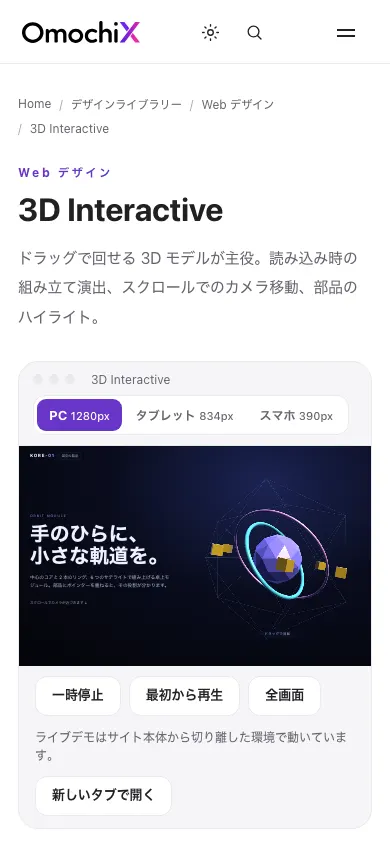 OmochiX
Home / デザインライブラリー / Web デザイン
/ 3D Interactive
Web デザイン
3D Interactive
ドラッグで回せる 3D モデルが主役。読み込み時の
組み立て演出、スクロールでのカメラ移動、部品の
ハイライト。
3D Interactive
PC 1280px タブレット 834px スマホ 390px
KORE-01
手のひらに、
小さな軌道を。
一時停止 最初から再生 全画面
ライブデモはサイト本体から切り離した環境で動いていま
す。
新しいタブで開く